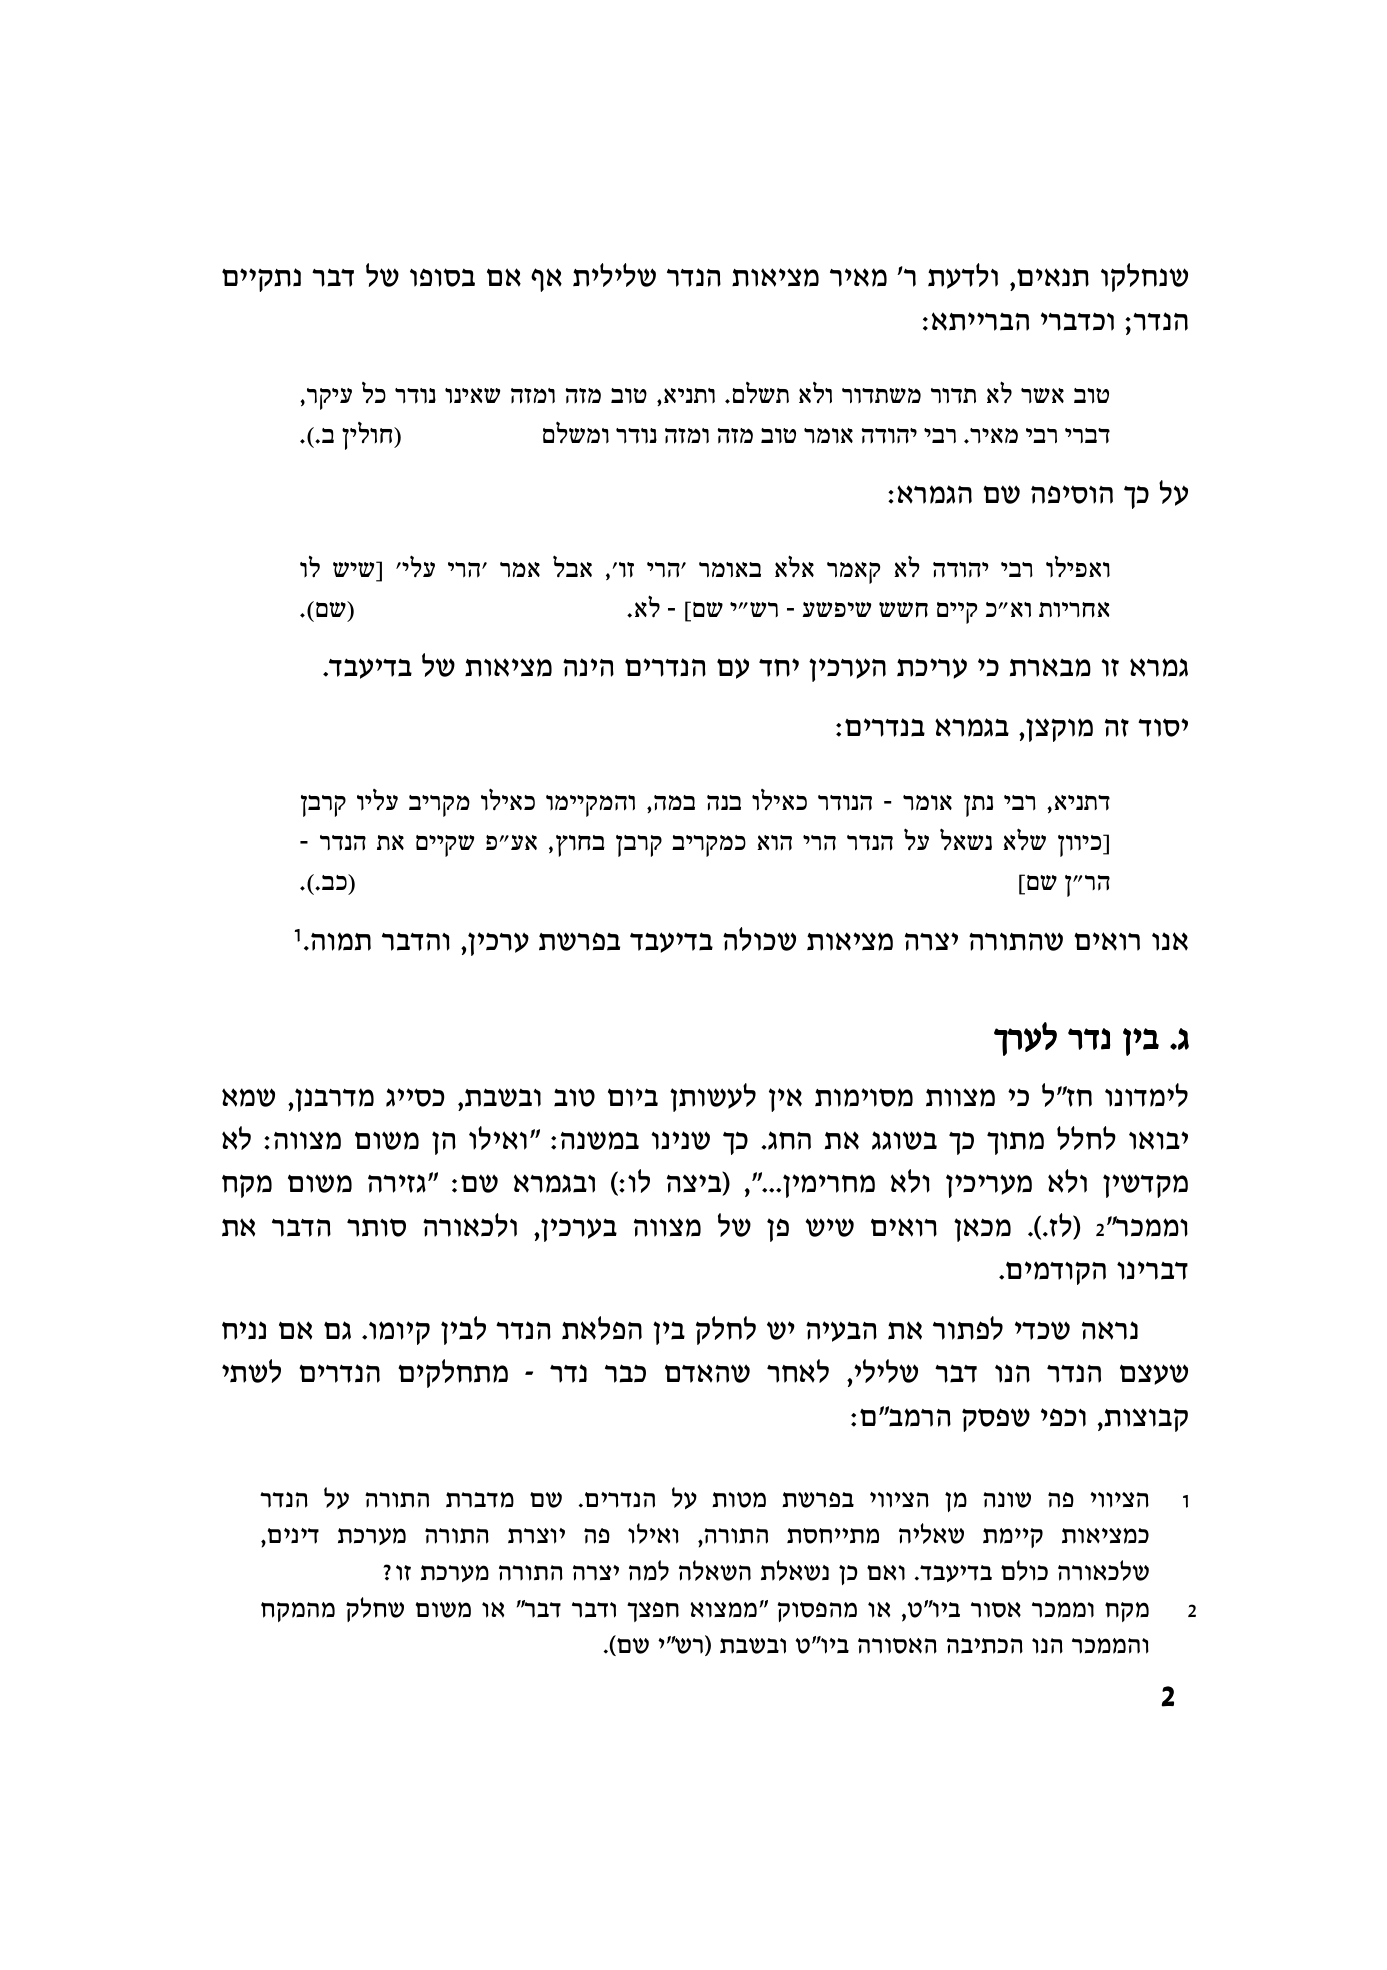 שנחלקו תנאים, ולדעת ר' מאיר מציאות הנדר שלילית אף אם בסופו של דבר נתקיים
הנדר; וכדברי הברייתא:
טוב אשר לא תדור משתדור ולא תשלם. ותניא, טוב מזה ומזה שאינו נודר כל עיקר,
דברי רבי מאיר. רבי יהודה אומר טוב מזה ומזה נודר ומשלם (חולין ב.).
על כך הוסיפה שם הגמרא:
ואפילו רבי יהודה לא קאמר אלא באומר 'הרי זו', אבל אמר 'הרי עלי' [שיש לו
אחריות וא"כ קיים חשש שיפשע - רש"י שם] - לא. (שם).
גמרא זו מבארת כי עריכת הערכין יחד עם הנדרים הינה מציאות של בדיעבד.
יסוד זה מוקצן, בגמרא בנדרים:
דתניא, רבי נתן אומר - הנודר כאילו בנה במה, והמקיימו כאילו מקריב עליו קרבן
[כיוון שלא נשאל על הנדר הרי הוא כמקריב קרבן בחוץ, אע"פ שקיים את הנדר -
הר"ן שם] (כב.).
אנו רואים שהתורה יצרה מציאות שכולה בדיעבד בפרשת ערכין, והדבר תמוה.1
ג. בין נדר לערך
לימדונו חז"ל כי מצוות מסוימות אין לעשותן ביום טוב ובשבת, כסייג מדרבנן, שמא
יבואו לחלל מתוך כך בשוגג את החג. כך שנינו במשנה: "ואילו הן משום מצווה: לא
מקדשין ולא מעריכין ולא מחרימין...", (ביצה לו:) ובגמרא שם: "גזירה משום מקח
וממכר"2 (לז.). מכאן רואים שיש פן של מצווה בערכין, ולכאורה סותר הדבר את
דברינו הקודמים.
נראה שכדי לפתור את הבעיה יש לחלק בין הפלאת הנדר לבין קיומו. גם אם נניח
שעצם הנדר הנו דבר שלילי, לאחר שהאדם כבר נדר - מתחלקים הנדרים לשתי
קבוצות, וכפי שפסק הרמב"ם:
1 הציווי פה שונה מן הציווי בפרשת מטות על הנדרים. שם מדברת התורה על הנדר
כמציאות קיימת שאליה מתייחסת התורה, ואילו פה יוצרת התורה מערכת דינים,
שלכאורה כולם בדיעבד. ואם כן נשאלת השאלה למה יצרה התורה מערכת זו?
2 מקח וממכר אסור ביו"ט, או מהפסוק "ממצוא חפצך ודבר דבר" או משום שחלק מהמקח
והממכר הנו הכתיבה האסורה ביו"ט ובשבת (רש"י שם).
2